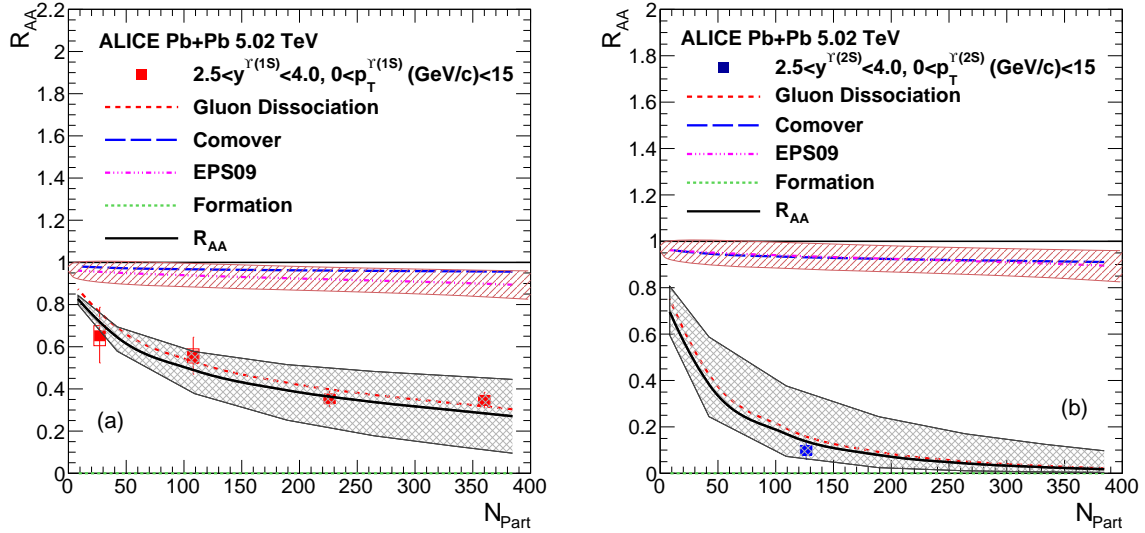 R_AA
2.2
2
1.8
1.6
1.4
1.2
1
0.8
0.6
0.4
0.2
0
ALICE Pb+Pb 5.02 TeV
2.5<y^ϒ(1S)<4.0, 0<p_T^ϒ(1S) (GeV/c)<15
Gluon Dissociation
Comover
EPS09
Formation
R_AA
(a)
0 50 100 150 200 250 300 350 400
N_Part
R_AA
2
1.8
1.6
1.4
1.2
1
0.8
0.6
0.4
0.2
0
ALICE Pb+Pb 5.02 TeV
2.5<y^ϒ(2S)<4.0, 0<p_T^ϒ(2S) (GeV/c)<15
Gluon Dissociation
Comover
EPS09
Formation
R_AA
(b)
0 50 100 150 200 250 300 350 400
N_Part